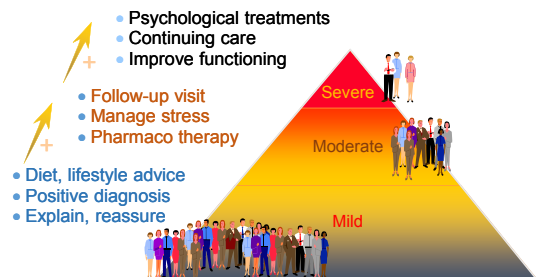 • Psychological treatments
• Continuing care
• Improve functioning
+
Severe
• Follow-up visit
• Manage stress
• Pharmaco therapy
+
Moderate
• Diet, lifestyle advice
• Positive diagnosis
• Explain, reassure
Mild